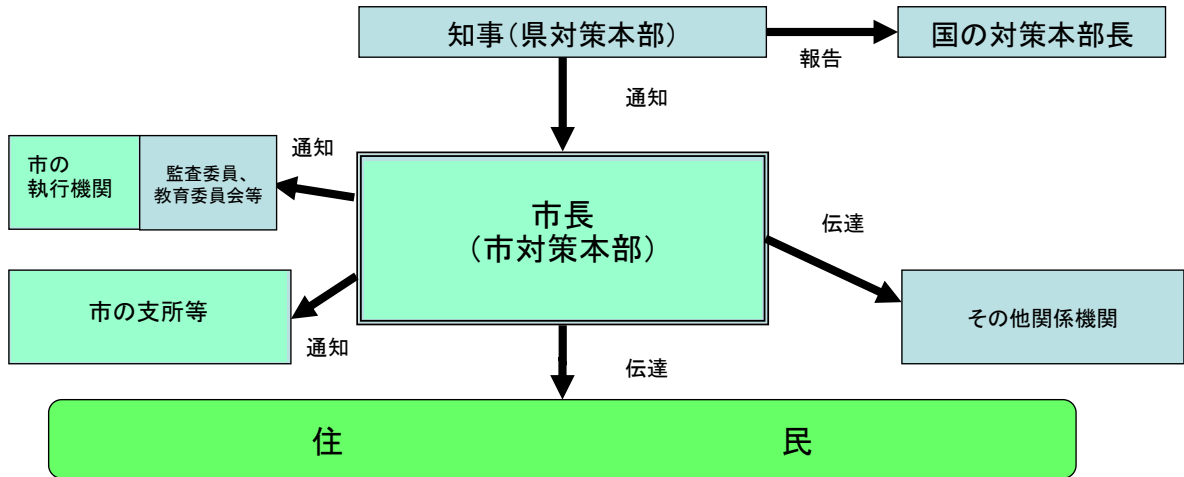 知事（県対策本部）
国の対策本部長
報告
通知
市の
執行機関
監査委員、
教育委員会等
通知
市長
（市対策本部）
伝達
市の支所等
通知
その他関係機関
伝達
住民